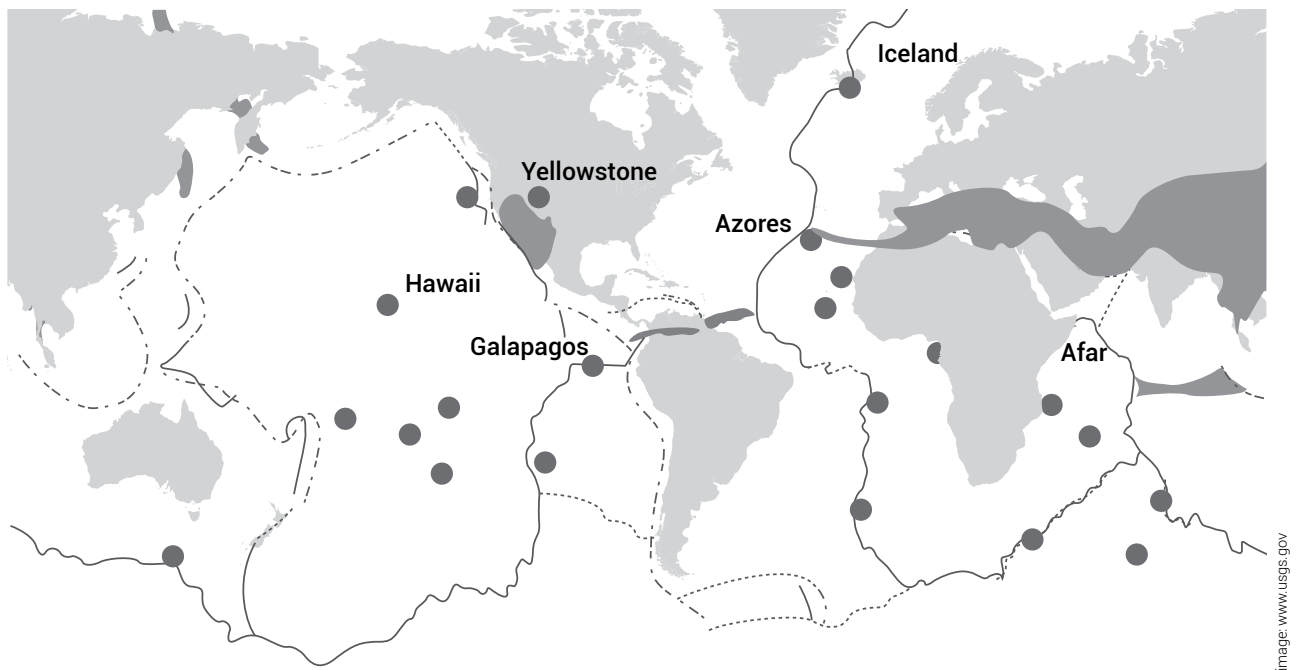 Iceland
Yellowstone
Azores
Hawaii
Galapagos
Afar
image: www.usgs.gov